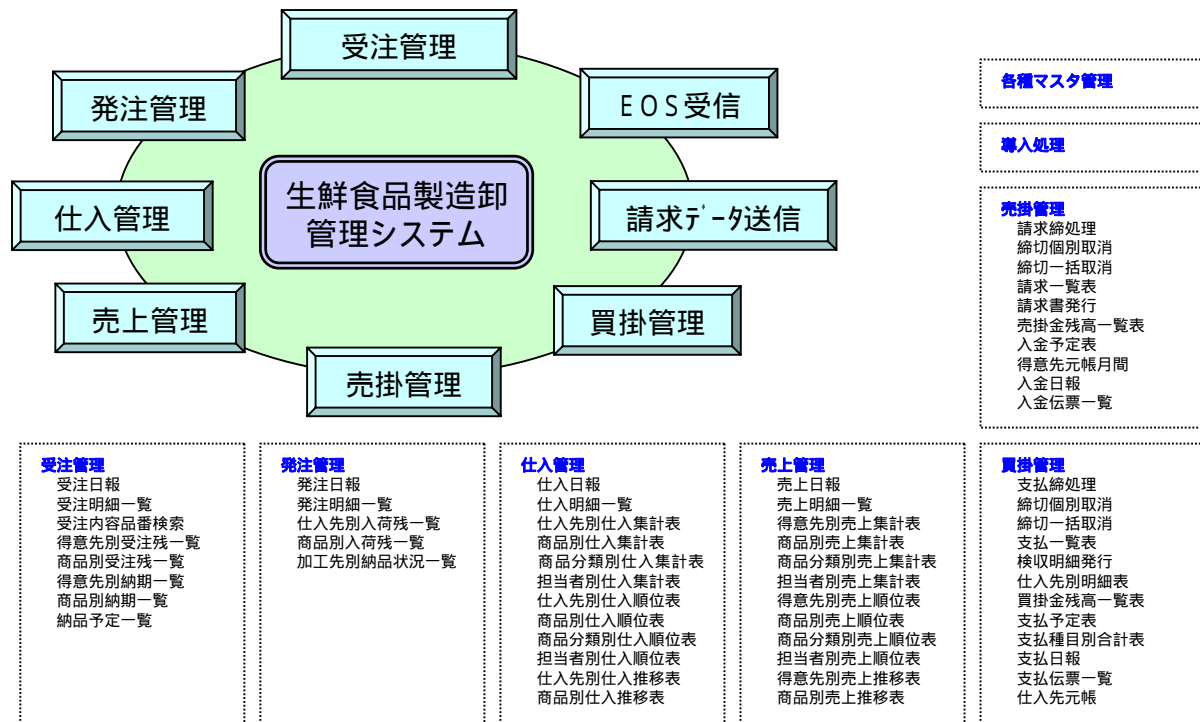 受注管理
発注管理
EOS受信
仕入管理
生鮮食品製造卸
管理システム
請求ﾃﾞｰﾀ送信
売上管理
買掛管理
売掛管理
各種マスタ管理
導入処理
売掛管理
請求締処理
締切個別取消
締切一括取消
請求一覧表
請求書発行
売掛金残高一覧表
入金予定表
得意先元帳月間
入金日報
入金伝票一覧
受注管理
受注日報
受注明細一覧
受注内容品番検索
得意先別受注残一覧
商品別受注残一覧
得意先別納期一覧
商品別納期一覧
納品予定一覧
発注管理
発注日報
発注明細一覧
仕入先別入荷残一覧
商品別入荷残一覧
加工先別納品状況一覧
仕入管理
仕入日報
仕入明細一覧
仕入先別仕入集計表
商品別仕入集計表
商品分類別仕入集計表
担当者別仕入集計表
仕入先別仕入順位表
商品別仕入順位表
商品分類別仕入順位表
担当者別仕入順位表
仕入先別仕入推移表
商品別仕入推移表
売上管理
売上日報
売上明細一覧
得意先別売上集計表
商品別売上集計表
商品分類別売上集計表
担当者別売上集計表
得意先別売上順位表
商品別売上順位表
商品分類別売上順位表
担当者別売上順位表
得意先別売上推移表
商品別売上推移表
買掛管理
支払締処理
締切個別取消
締切一括取消
支払一覧表
検収明細発行
仕入先別明細表
買掛金残高一覧表
支払予定表
支払種目別合計表
支払日報
支払伝票一覧
仕入先元帳